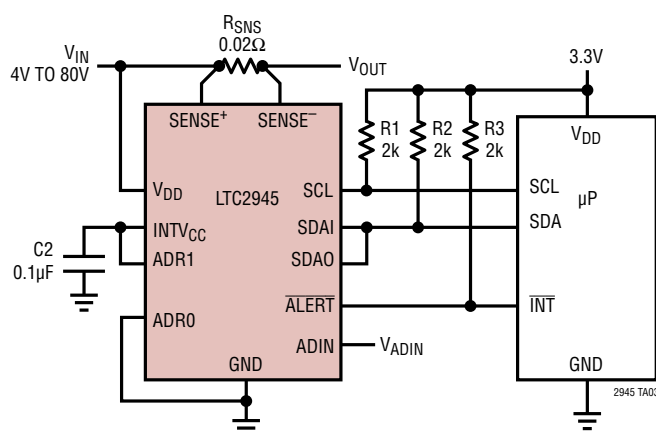 RSNS
0.02Ω
VIN
4V TO 80V
VOUT
3.3V
SENSE+
SENSE–
R1
2k
R2
2k
R3
2k
VDD
VDD
LTC2945
SCL
SCL
µP
INTVCC
SDAI
SDA
C2
0.1µF
ADR1
SDAO
ADR0
ALERT
INT
ADIN
VADIN
GND
GND
2945 TA03